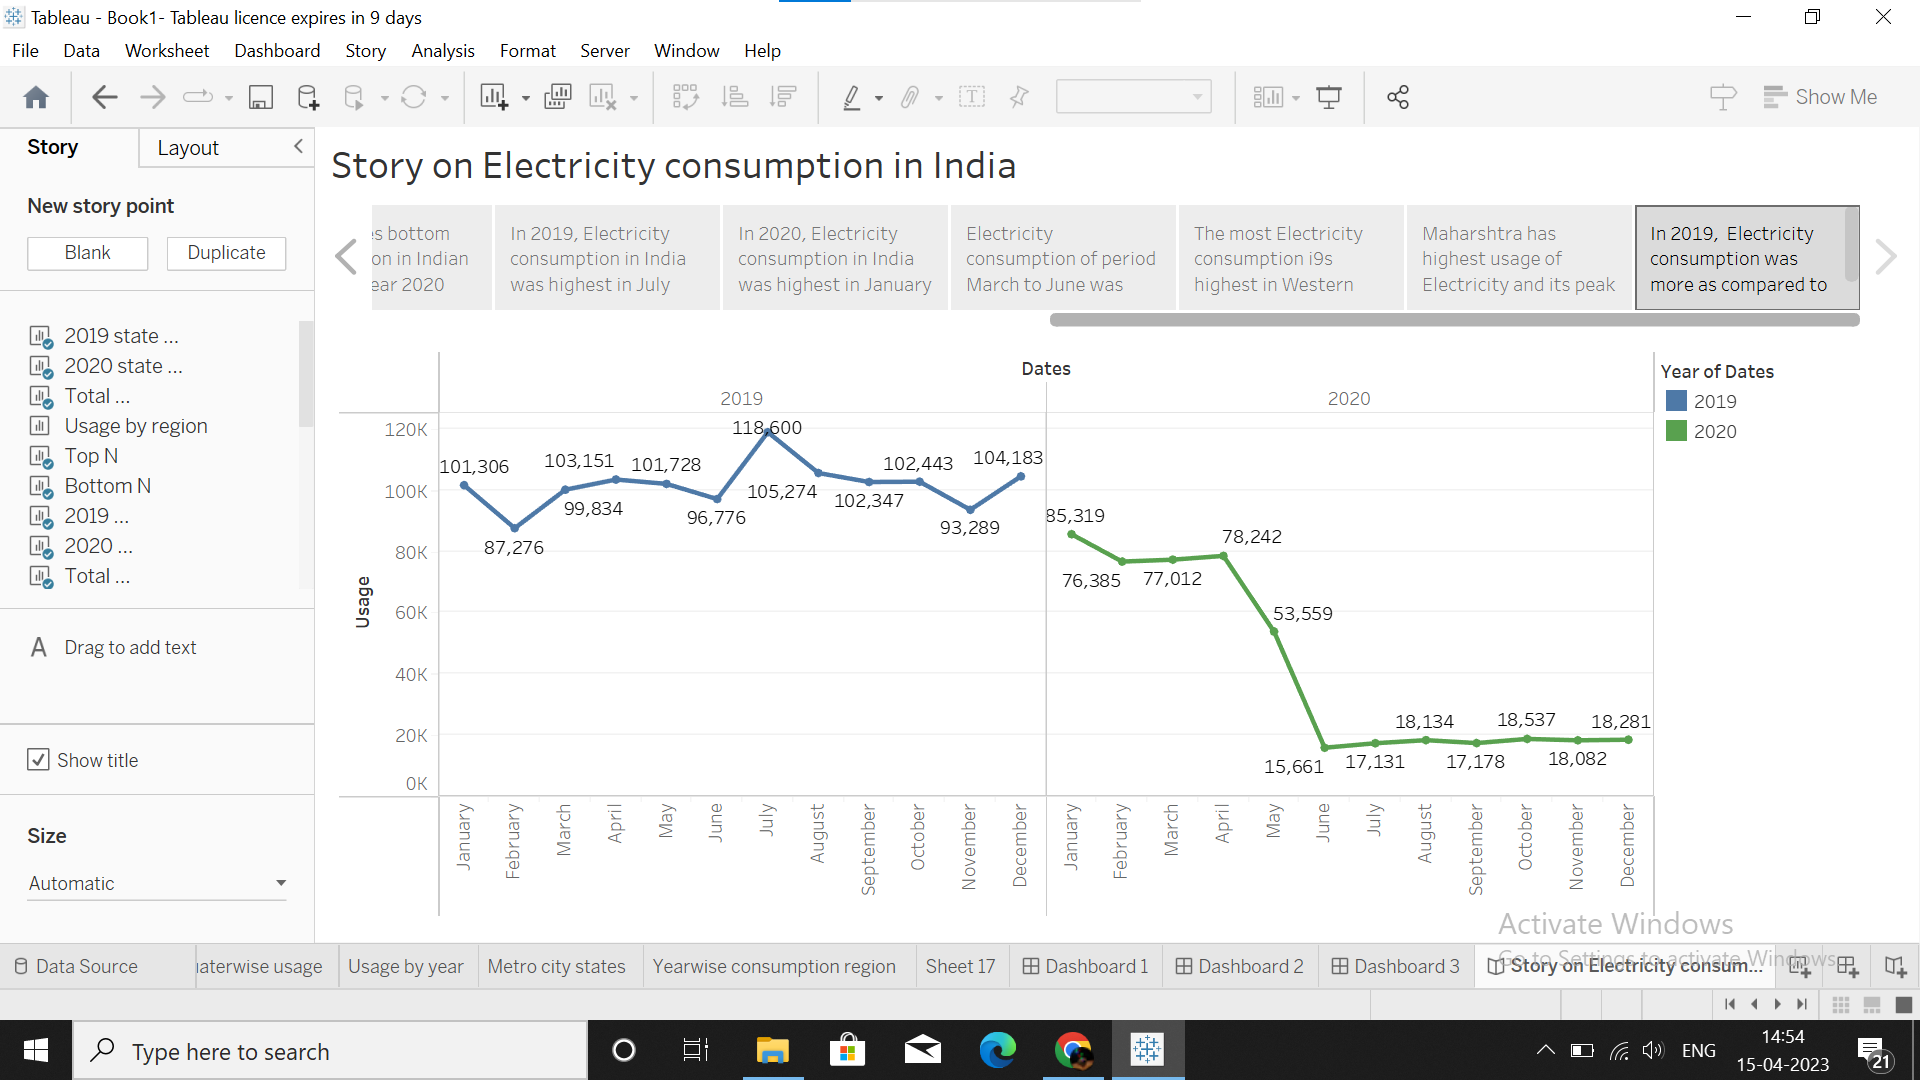 Tableau - Book1- Tableau licence expires in 9 days
File Data Worksheet Dashboard Story Analysis Format Server Window Help
Show Me
Story
Layout
New story point
Blank
Duplicate
2019 state ...
2020 state ...
Total ...
Usage by region
Top N
Bottom N
2019 ...
2020 ...
Total ...
A Drag to add text
Show title
Size
Automatic
Story on Electricity consumption in India
es bottom
on in Indian
ear 2020
In 2019, Electricity
consumption in India
was highest in July
In 2020, Electricity
consumption in India
was highest in January
Electricity
consumption of period
March to June was
The most Electricity
consumption i9s
highest in Western
Maharshtra has
highest usage of
Electricity and its peak
In 2019,  Electricity
consumption was
more as compared to
Dates
2019 2020
Usage
120K
100K
80K
60K
40K
20K
0K
101,306
87,276
99,834
103,151
101,728
96,776
118,600
105,274
102,347
102,443
93,289
104,183
85,319
76,385
77,012
78,242
53,559
15,661
17,131
18,134
17,178
18,537
18,082
18,281
January February March April May June July August September October November December
January February March April May June July August September October November December
Year of Dates
2019
2020
Activate Windows
Go to Settings to activate Windows.
Data Source
aterwise usage
Usage by year
Metro city states
Yearwise consumption region
Sheet 17
Dashboard 1
Dashboard 2
Dashboard 3
Story on Electricity consum...
Type here to search
ENG
14:54
15-04-2023
21